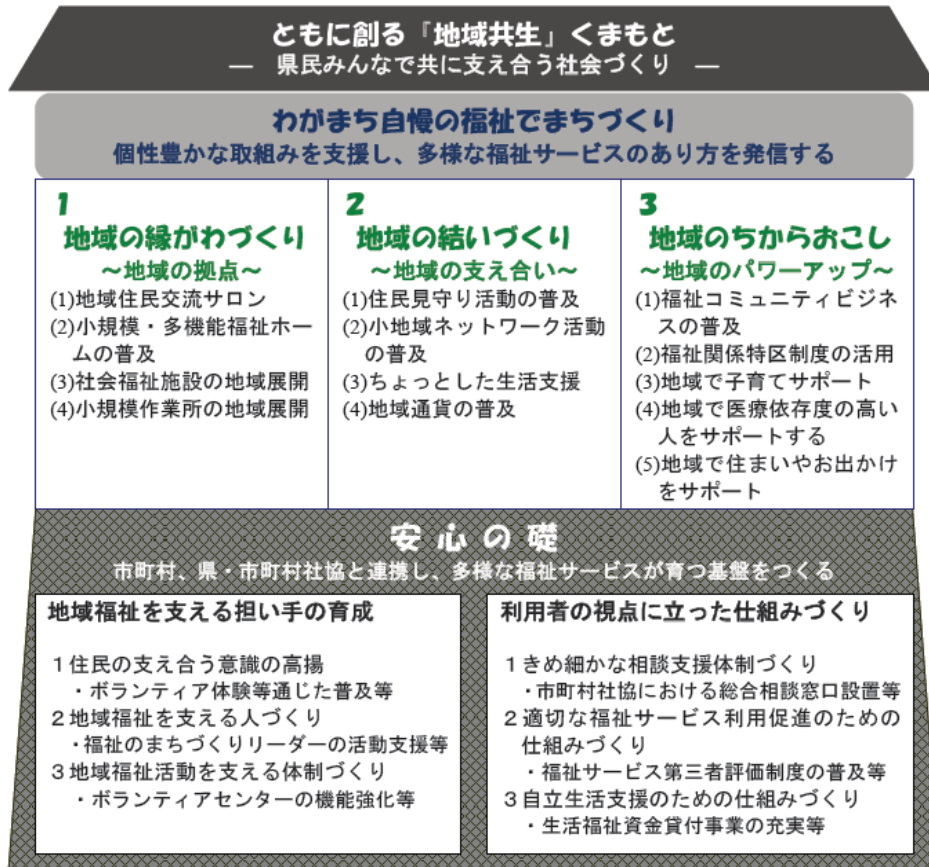 ともに創る『地域共生』くまもと
― 県民みんなで共に支え合う社会づくり ―
わがまち自慢の福祉でまちづくり
個性豊かな取組みを支援し、多様な福祉サービスのあり方を発信する
1
地域の縁がわづくり
～地域の拠点～
(1)地域住民交流サロン
(2)小規模・多機能福祉ホー
ムの普及
(3)社会福祉施設の地域展開
(4)小規模作業所の地域展開
2
地域の結いづくり
～地域の支え合い～
(1)住民見守り活動の普及
(2)小地域ネットワーク活動
の普及
(3)ちょっとした生活支援
(4)地域通貨の普及
3
地域のちからおこし
～地域のパワーアップ～
(1)福祉コミュニティビジネ
スの普及
(2)福祉関係特区制度の活用
(3)地域で子育てサポート
(4)地域で医療依存度の高い
人をサポートする
(5)地域で住まいやお出かけ
をサポート
安心の礎
市町村、県・市町村社協と連携し、多様な福祉サービスが育つ基盤をつくる
地域福祉を支える担い手の育成
１住民の支え合う意識の高揚
・ボランティア体験等通じた普及等
２地域福祉を支える人づくり
・福祉のまちづくりリーダーの活動支援等
３地域福祉活動を支える体制づくり
・ボランティアセンターの機能強化等
利用者の視点に立った仕組みづくり
１きめ細かな相談支援体制づくり
・市町村社協における総合相談窓口設置等
２適切な福祉サービス利用促進のための
仕組みづくり
・福祉サービス第三者評価制度の普及等
３自立生活支援のための仕組みづくり
・生活福祉資金貸付事業の充実等